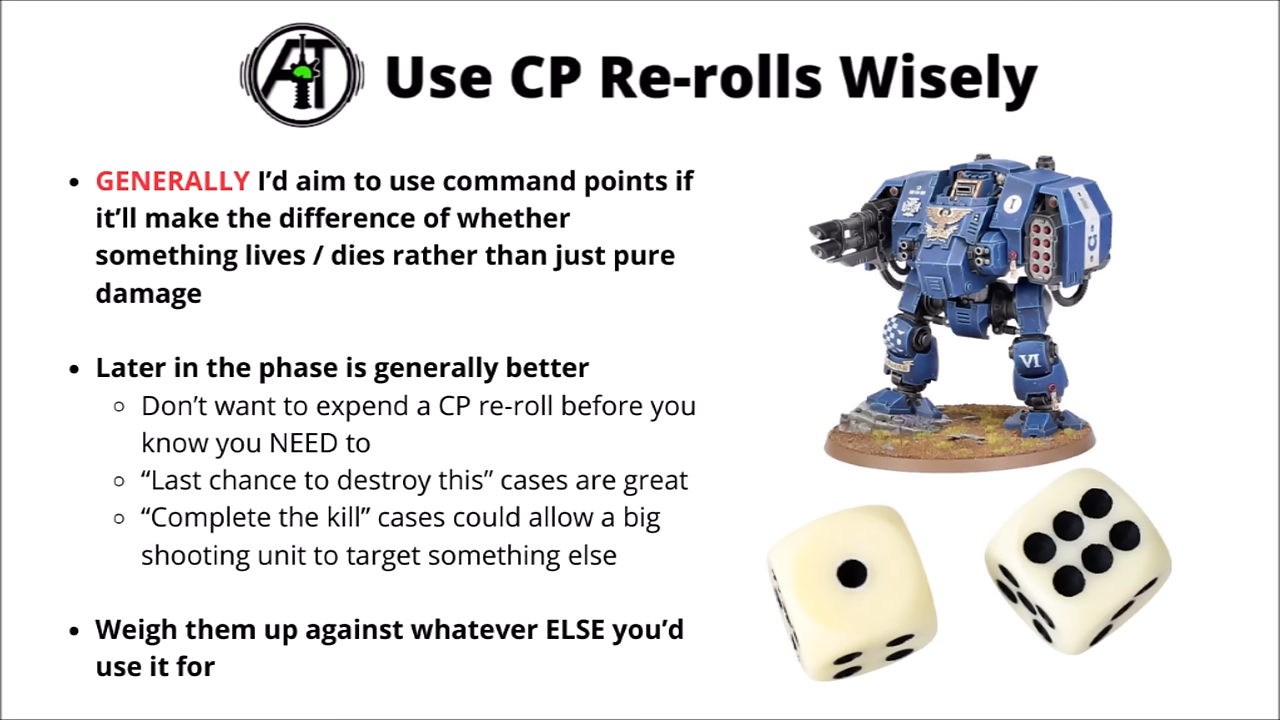 AT
Use CP Re-rolls Wisely
• GENERALLY I’d aim to use command points if
it’ll make the difference of whether
something lives / dies rather than just pure
damage
• Later in the phase is generally better
○ Don’t want to expend a CP re-roll before you
know you NEED to
○ “Last chance to destroy this” cases are great
○ “Complete the kill” cases could allow a big
shooting unit to target something else
• Weigh them up against whatever ELSE you’d
use it for
I
VI